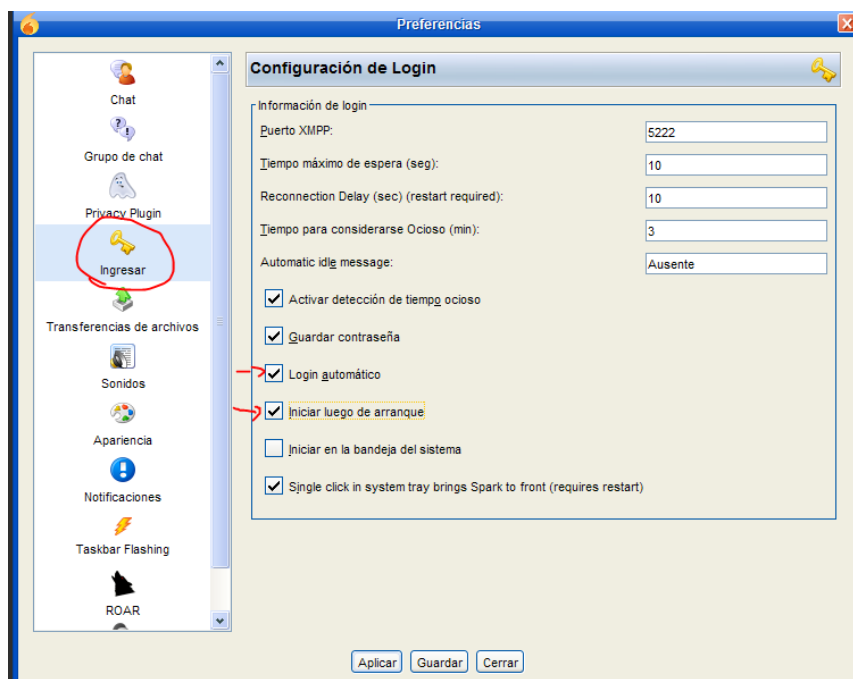 Preferencias
Chat
Grupo de chat
Privacy Plugin
Ingresar
Transferencias de archivos
Sonidos
Apariencia
Notificaciones
Taskbar Flashing
ROAR
Configuración de Login
Información de login
Puerto XMPP:
5222
Tiempo máximo de espera (seg):
10
Reconnection Delay (sec) (restart required):
10
Tiempo para considerarse Ocioso (min):
3
Automatic idle message:
Ausente
Activar detección de tiempo ocioso
Guardar contraseña
Login automático
Iniciar luego de arranque
Iniciar en la bandeja del sistema
Single click in system tray brings Spark to front (requires restart)
Aplicar
Guardar
Cerrar